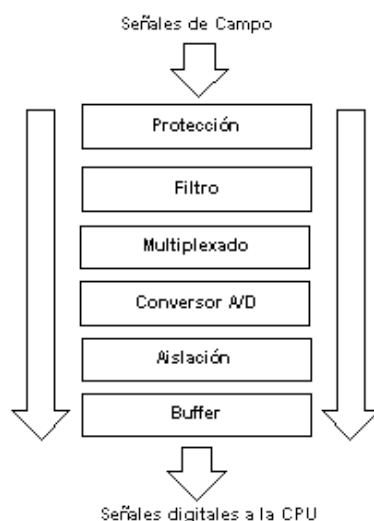 Señales de Campo
Protección
Filtro
Multiplexado
Conversor A/D
Aislación
Buffer
Señales digitales a la CPU